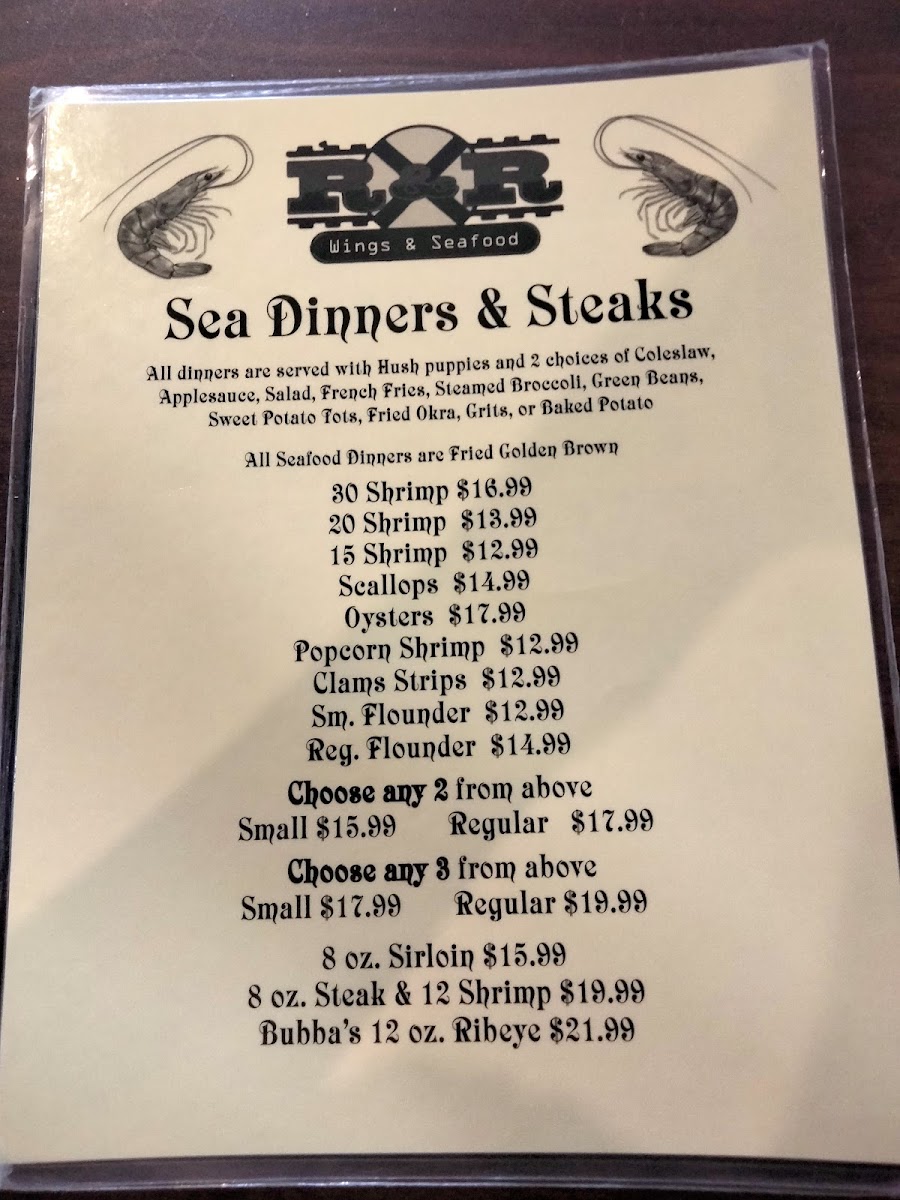 R&R
Wings & Seafood
Sea Dinners & Steaks
All dinners are served with Hush puppies and 2 choices of Coleslaw,
Applesauce, Salad, French Fries, Steamed Broccoli, Green Beans,
Sweet Potato Tots, Fried Okra, Grits, or Baked Potato
All Seafood Dinners are Fried Golden Brown
30 Shrimp $16.99
20 Shrimp $13.99
15 Shrimp $12.99
Scallops $14.99
Oysters $17.99
Popcorn Shrimp $12.99
Clams Strips $12.99
Sm. Flounder $12.99
Reg. Flounder $14.99
Choose any 2 from above
Small $15.99 Regular $17.99
Choose any 3 from above
Small $17.99 Regular $19.99
8 oz. Sirloin $15.99
8 oz. Steak & 12 Shrimp $19.99
Bubba's 12 oz. Ribeye $21.99